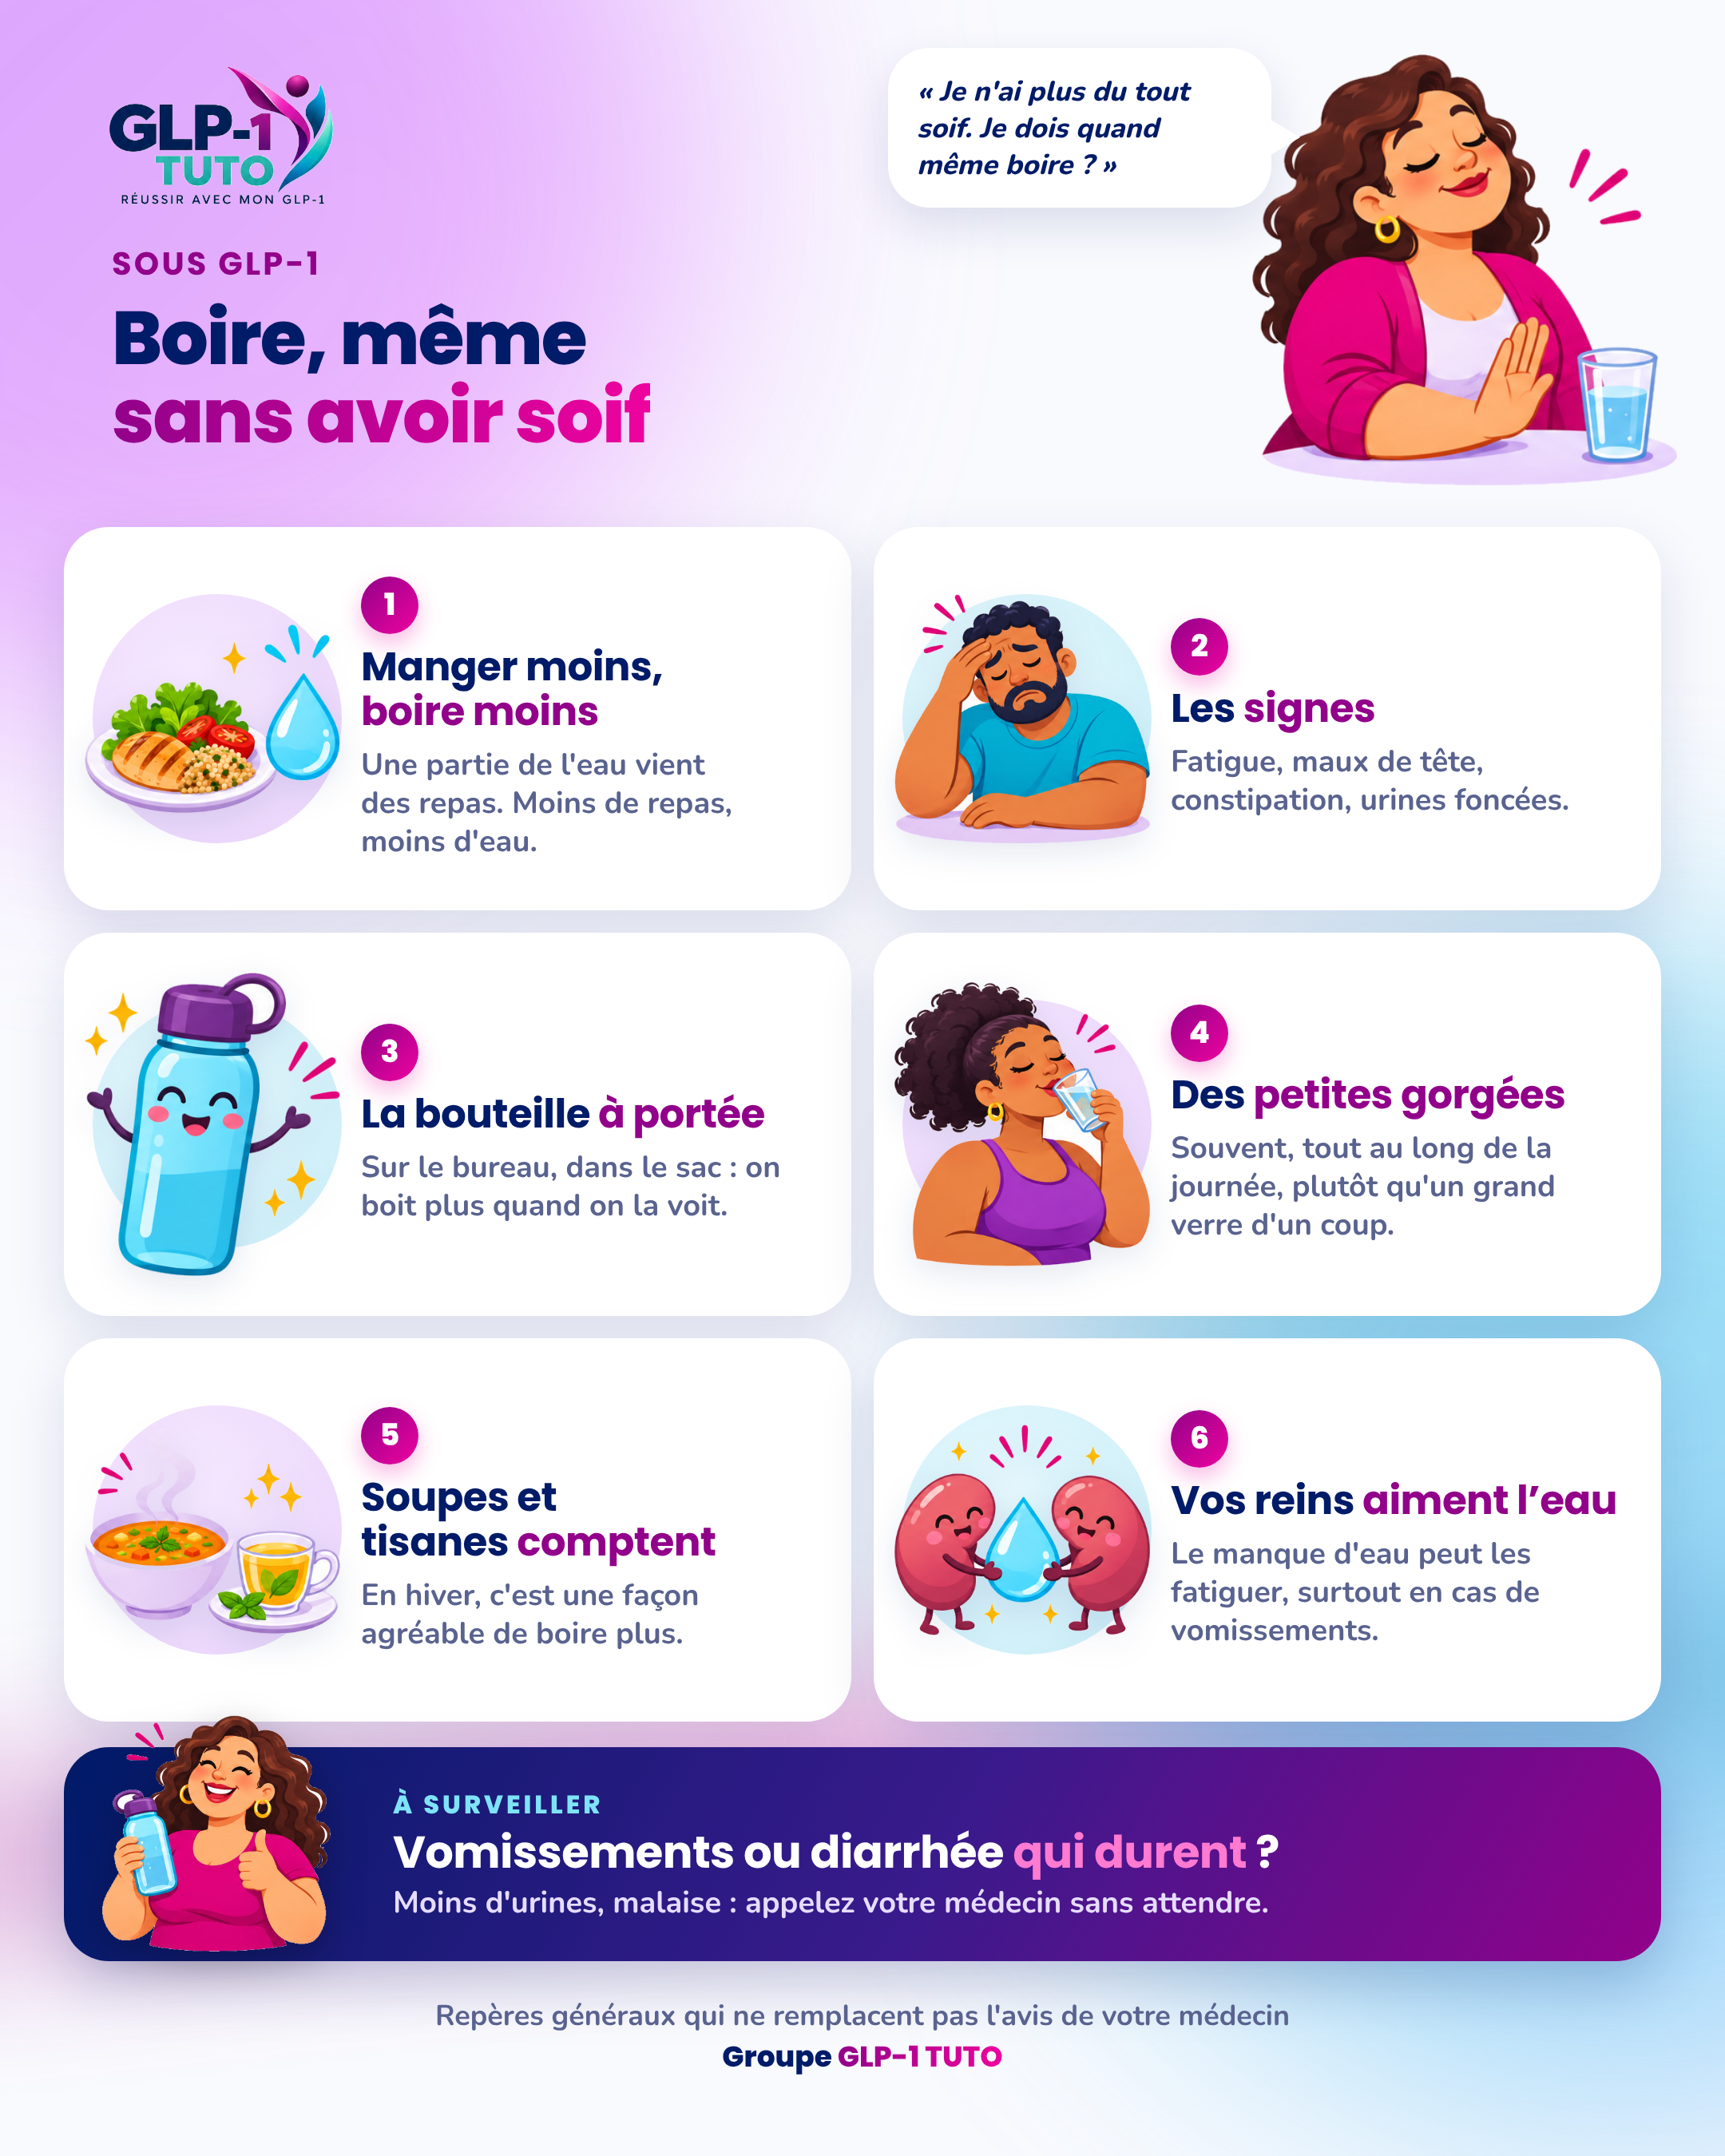 GLP-1
TUTO
RÉUSSIR AVEC MON GLP-1
SOUS GLP-1
Boire, même
sans avoir soif
« Je n'ai plus du tout
soif. Je dois quand
même boire ? »
1
Manger moins,
boire moins
Une partie de l'eau vient
des repas. Moins de repas,
moins d'eau.
2
Les signes
Fatigue, maux de tête,
constipation, urines foncées.
3
La bouteille à portée
Sur le bureau, dans le sac : on
boit plus quand on la voit.
4
Des petites gorgées
Souvent, tout au long de la
journée, plutôt qu'un grand
verre d'un coup.
5
Soupes et
tisanes comptent
En hiver, c'est une façon
agréable de boire plus.
6
Vos reins aiment l’eau
Le manque d'eau peut les
fatiguer, surtout en cas de
vomissements.
À SURVEILLER
Vomissements ou diarrhée qui durent ?
Moins d'urines, malaise : appelez votre médecin sans attendre.
Repères généraux qui ne remplacent pas l'avis de votre médecin
Groupe GLP-1 TUTO